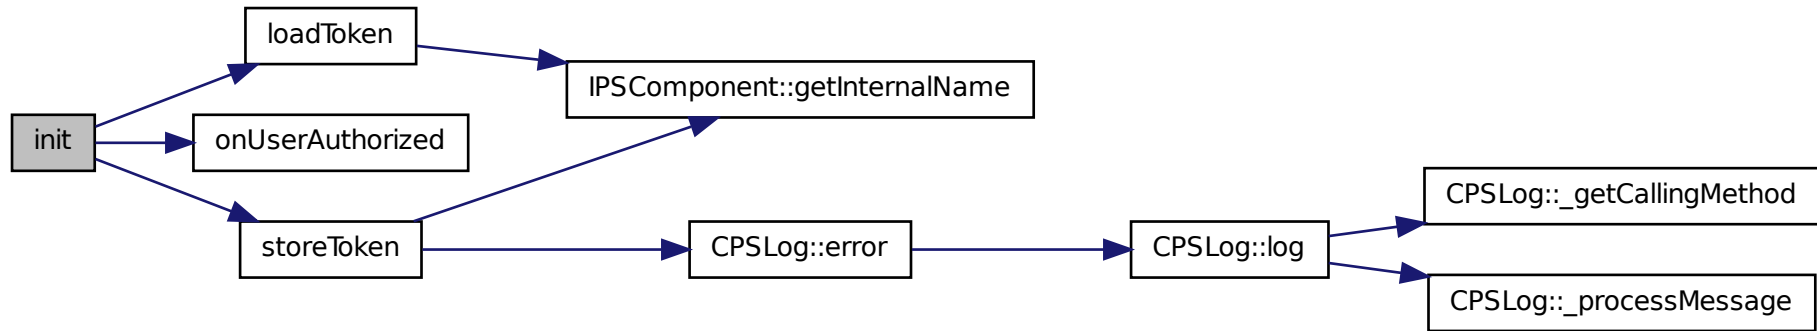 init
loadToken
onUserAuthorized
storeToken
IPSComponent::getInternalName
CPSLog::error
CPSLog::log
CPSLog::_getCallingMethod
CPSLog::_processMessage